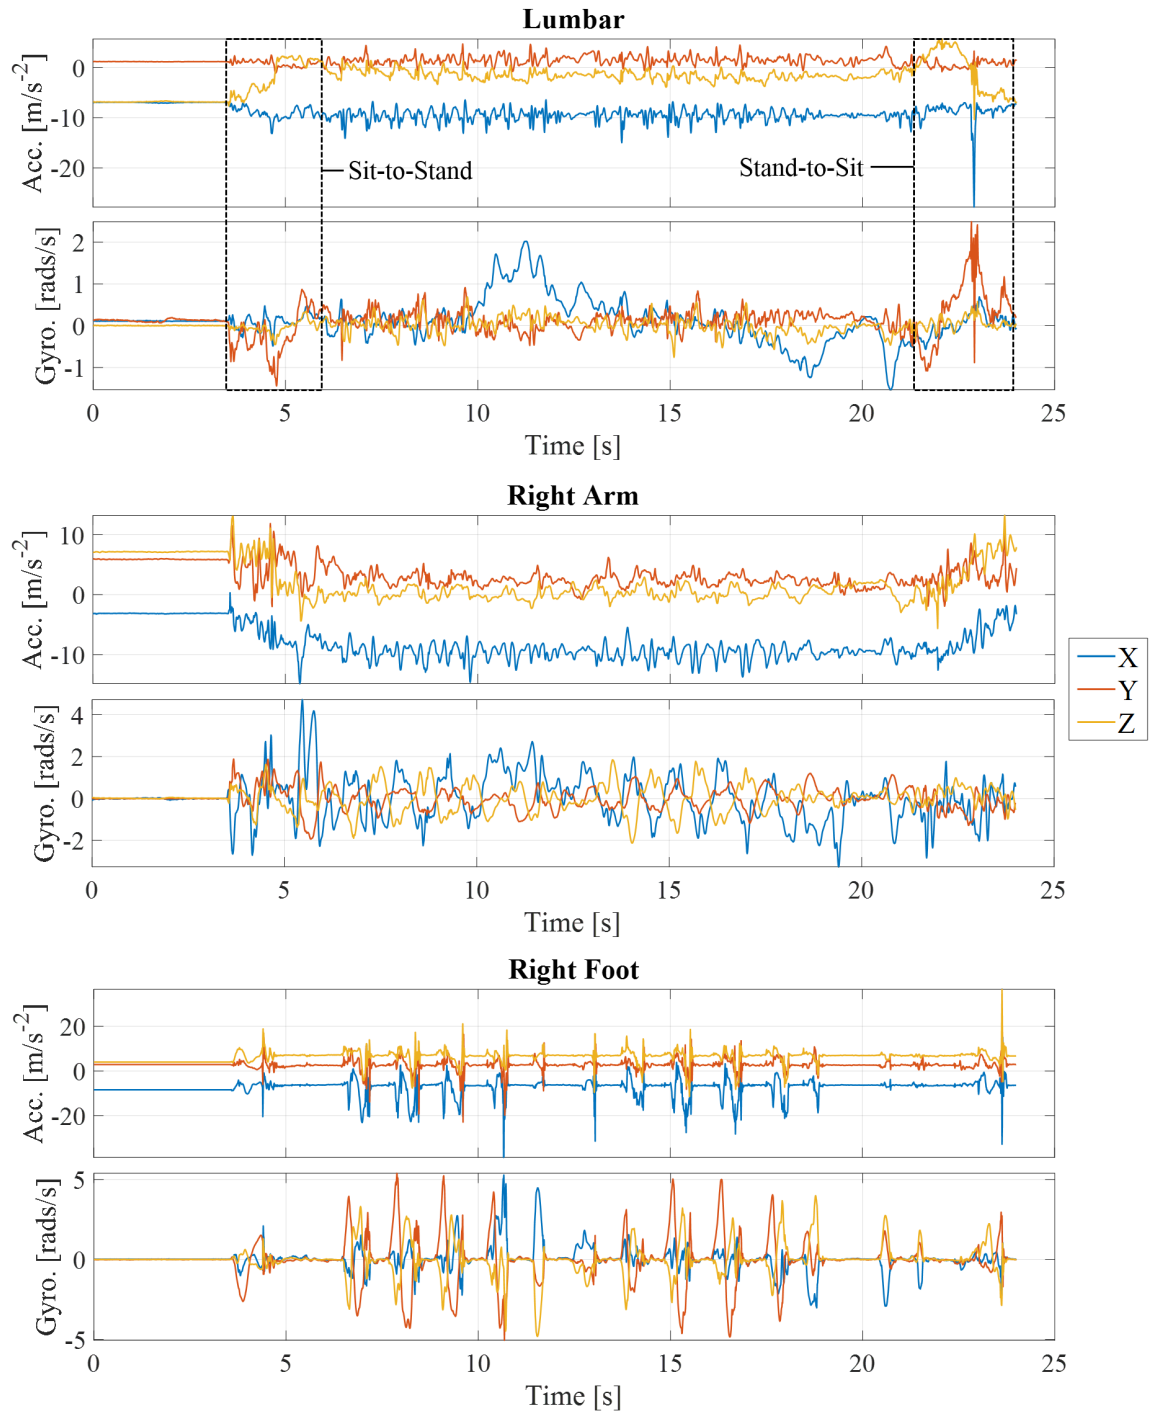 Lumbar
Acc. [m/s⁻²]
0
-10
-20
Sit-to-Stand
Stand-to-Sit
Gyro. [rads/s]
2
1
0
-1
0 5 10 15 20 25
Time [s]
Right Arm
Acc. [m/s⁻²]
10
0
-10
Gyro. [rads/s]
4
2
0
-2
0 5 10 15 20 25
Time [s]
X
Y
Z
Right Foot
Acc. [m/s⁻²]
20
0
-20
Gyro. [rads/s]
5
0
-5
0 5 10 15 20 25
Time [s]